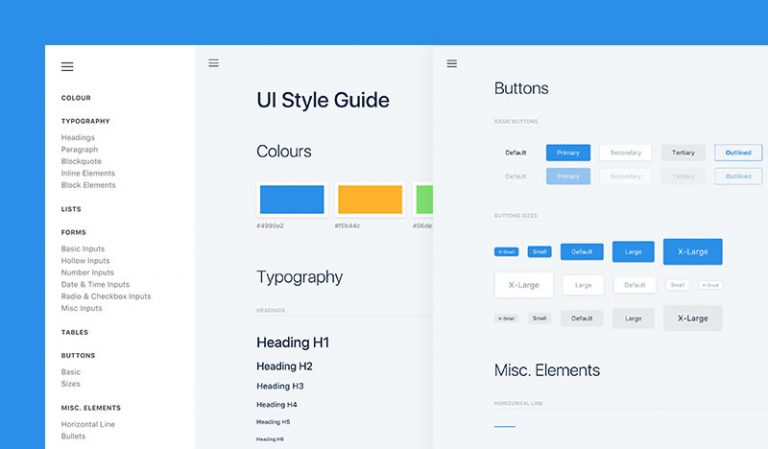 COLOUR
TYPOGRAPHY
Headings
Paragraph
Blockquote
Inline Elements
Block Elements
LISTS
FORMS
Basic Inputs
Hollow Inputs
Number Inputs
Date & Time Inputs
Radio & Checkbox Inputs
Misc Inputs
TABLES
BUTTONS
Basic
Sizes
MISC. ELEMENTS
Horizontal Line
Bullets
UI Style Guide
Colours
#4990e2 #f5b44c #96de
Typography
HEADINGS
Heading H1
Heading H2
Heading H3
Heading H4
Heading H5
Heading H6
Buttons
BASIC BUTTONS
Default Primary Secondary Tertiary Outlined
Default Primary Secondary Tertiary Outlined
BUTTONS SIZES
X-Small Small Default Large X-Large
X-Large Large Default Small X-Small
X-Small Small Default Large X-Large
Misc. Elements
HORIZONTAL LINE